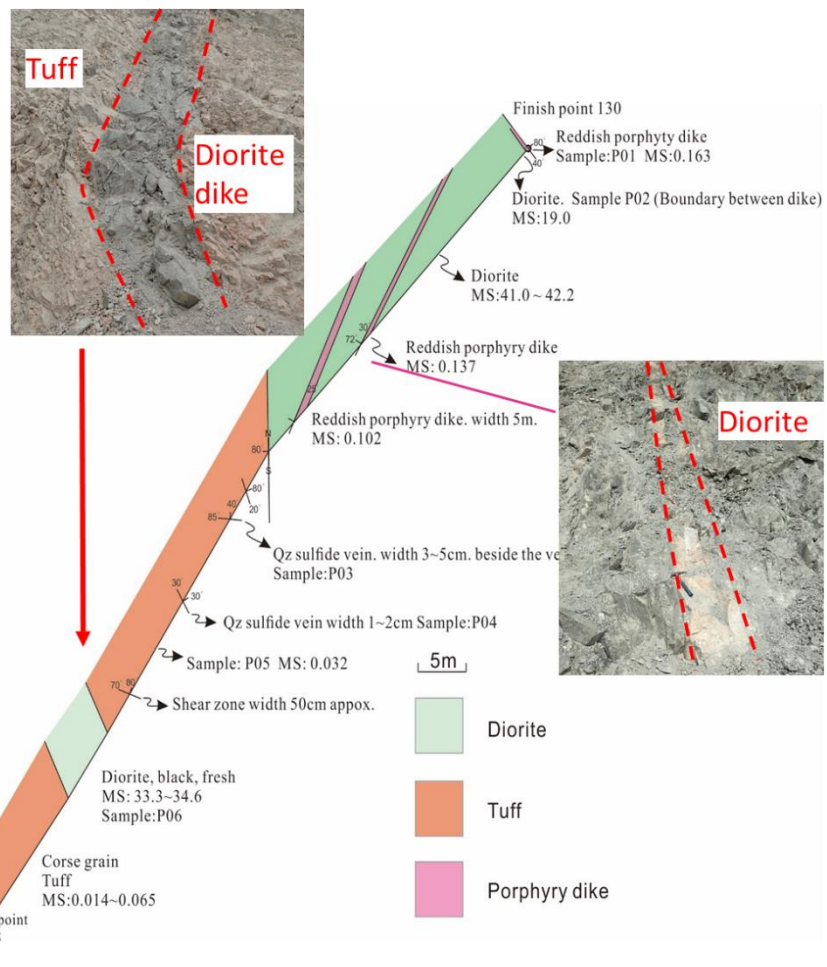 Tuff
Diorite
dike
Finish point 130
80°
Reddish porphyty dike
Sample:P01 MS:0.163
40
Diorite. Sample P02 (Boundary between dike)
MS:19.0
Diorite
MS:41.0~42.2
30
72°
Reddish porphyry dike
MS: 0.137
Diorite
25
Reddish porphyry dike. width 5m.
MS: 0.102
N
80
S
80
20°
40
85
Qz sulfide vein. width 3~5cm. beside the ve
Sample:P03
30
30°
Qz sulfide vein width 1~2cm Sample:P04
Sample: P05 MS: 0.032
5m
70° 80
Shear zone width 50cm appox.
Diorite
Diorite, black, fresh
MS: 33.3~34.6
Sample:P06
Tuff
Corse grain
Tuff
MS:0.014~0.065
Porphyry dike
point